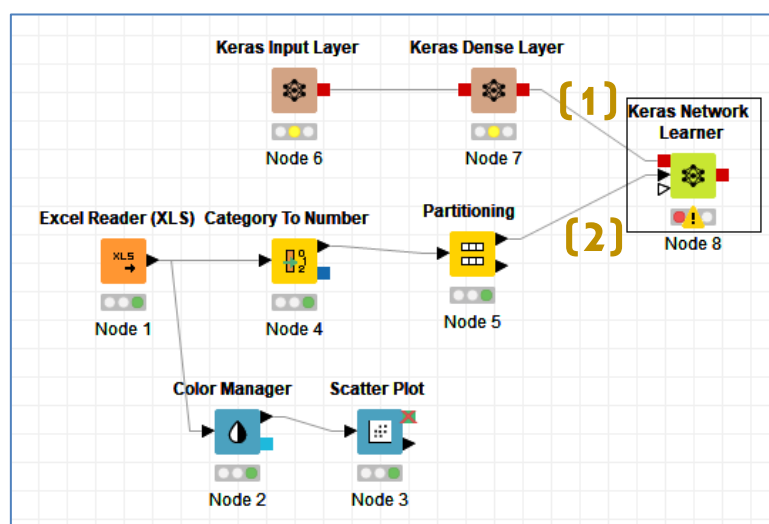 Keras Input Layer
Keras Dense Layer
(1)
Keras Network
Learner
Node 6
Node 7
Excel Reader (XLS)
Category To Number
Partitioning
(2)
Node 8
XLS
Node 1
Node 4
Node 5
Color Manager
Scatter Plot
Node 2
Node 3